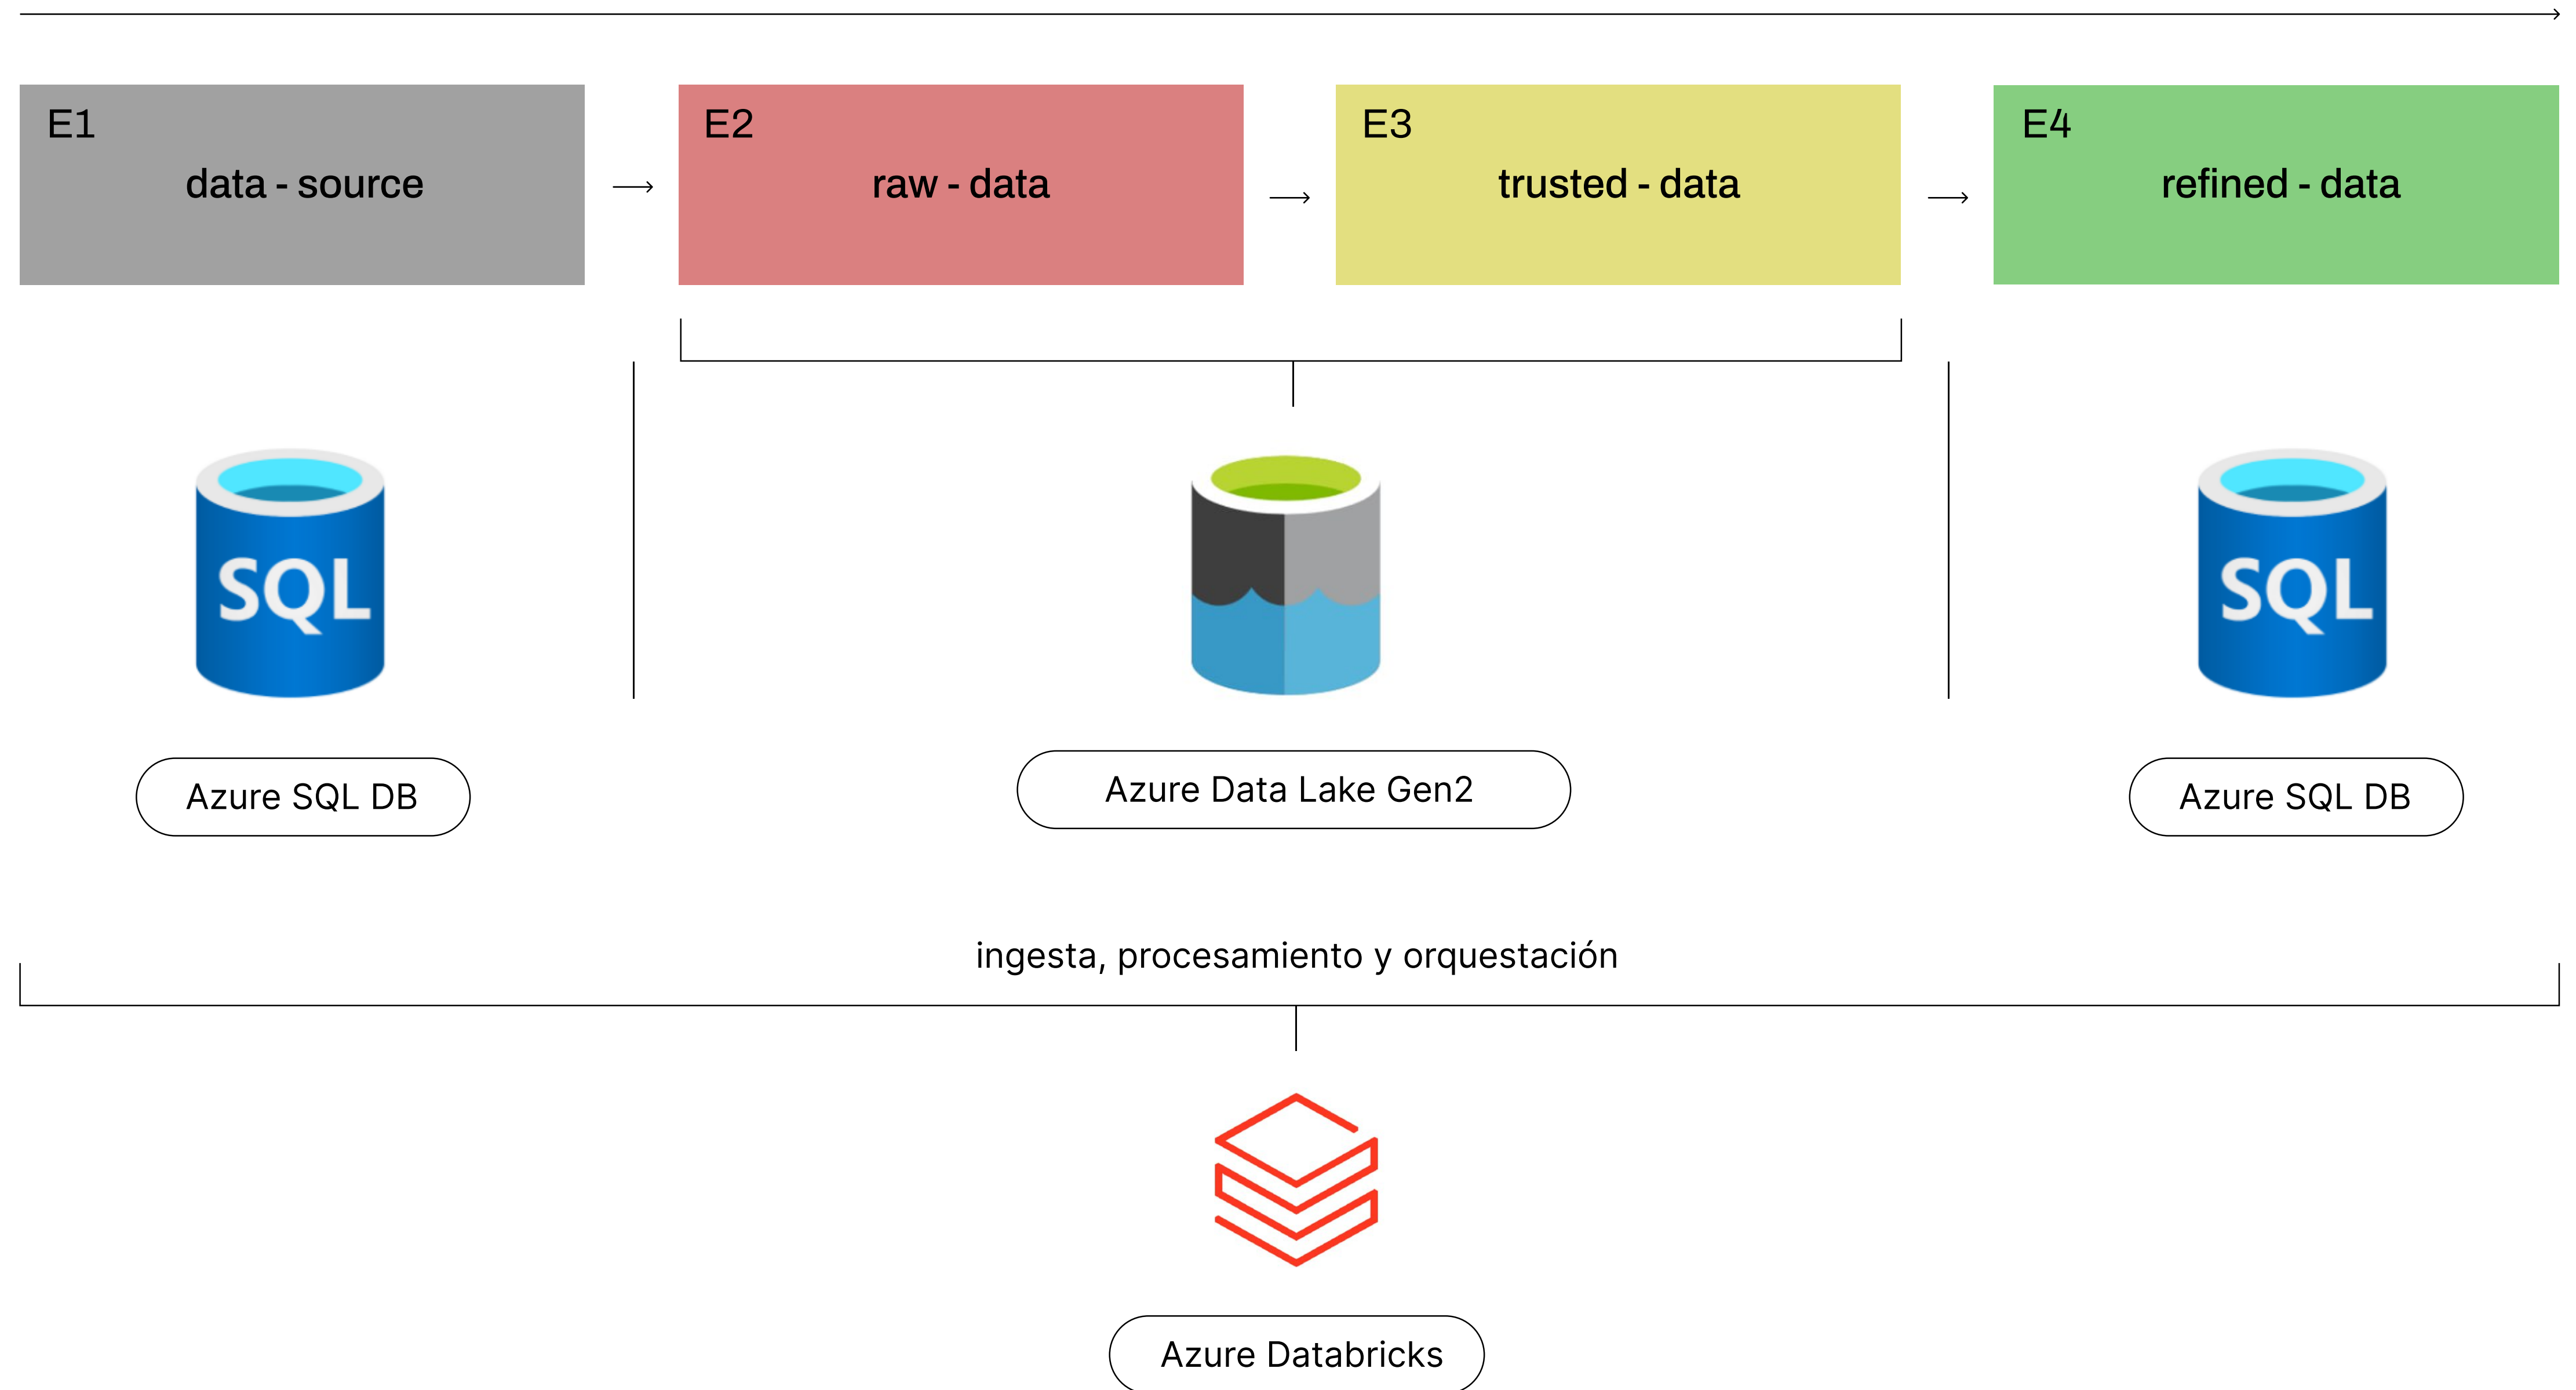 E1
data - source
E2
raw - data
E3
trusted - data
E4
refined - data
SQL
SQL
Azure SQL DB
Azure Data Lake Gen2
Azure SQL DB
ingesta, procesamiento y orquestación
Azure Databricks